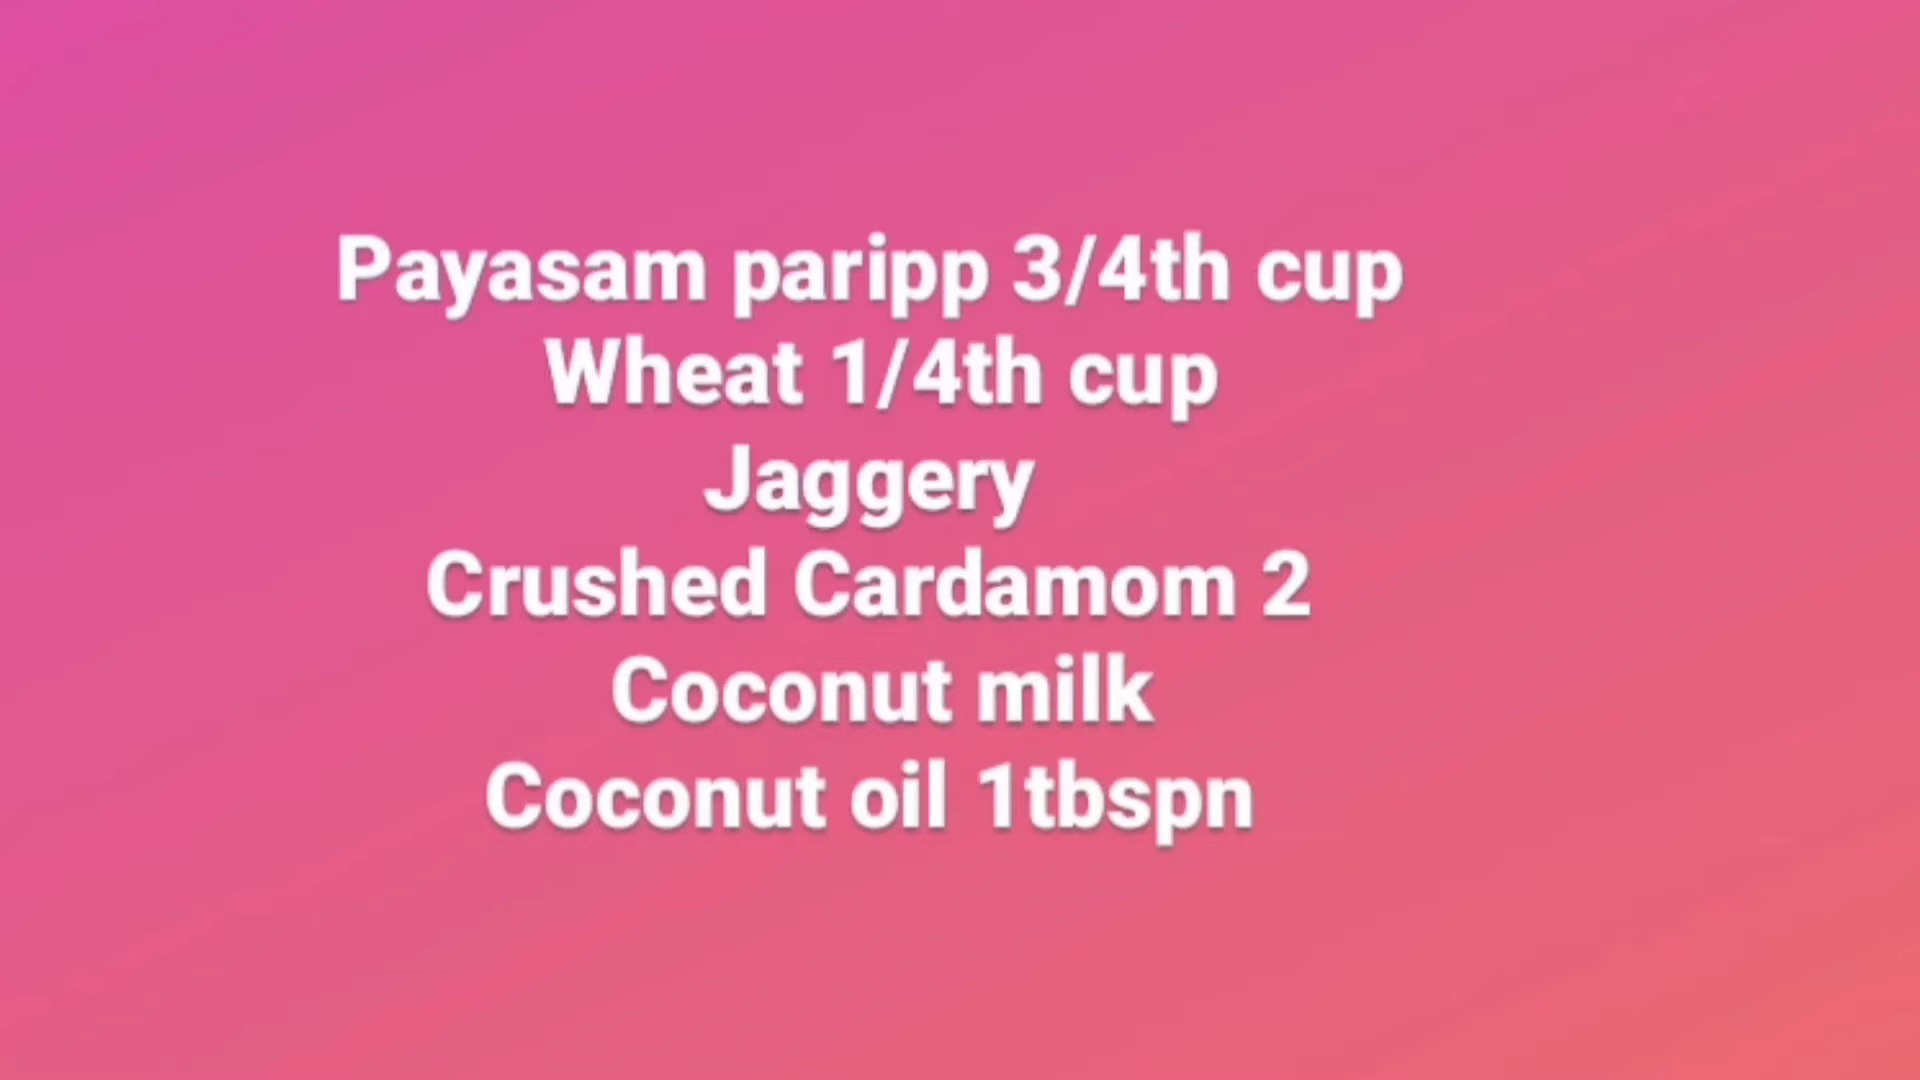 Payasam paripp 3/4th cup
Wheat 1/4th cup
Jaggery
Crushed Cardamom 2
Coconut milk
Coconut oil 1tbspn